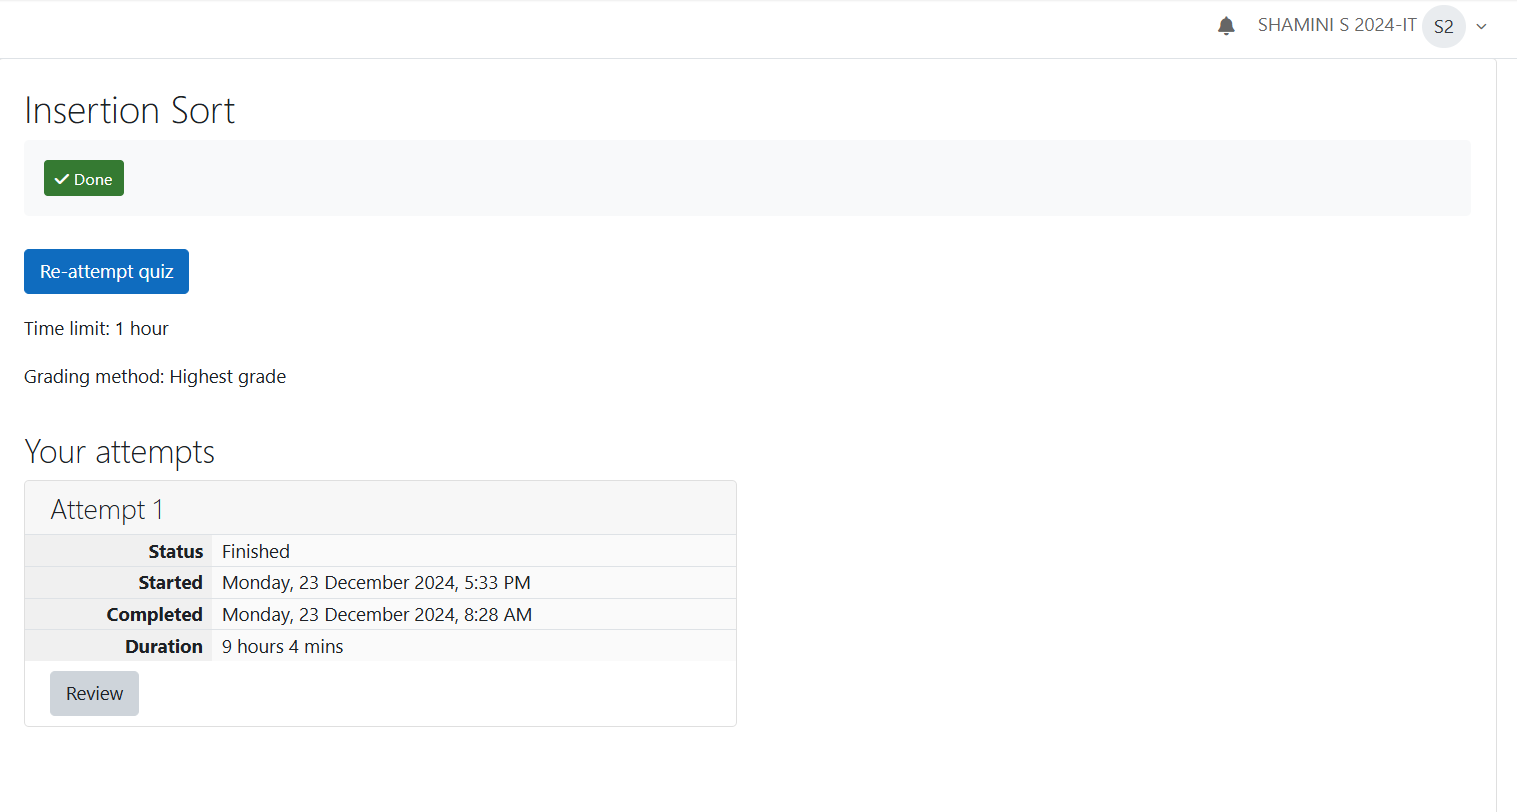 SHAMINI S 2024-IT S2
Insertion Sort
Done
Re-attempt quiz
Time limit: 1 hour
Grading method: Highest grade
Your attempts
Attempt 1
Status Finished
Started Monday, 23 December 2024, 5:33 PM
Completed Monday, 23 December 2024, 8:28 AM
Duration 9 hours 4 mins
Review